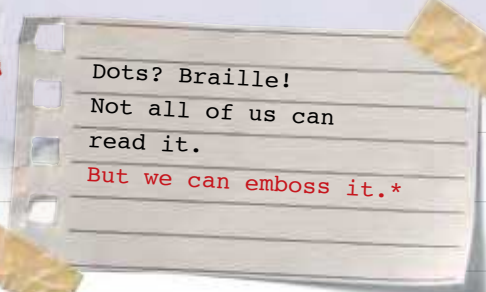 Dots? Braille!
Not all of us can
read it.
But we can emboss it.*